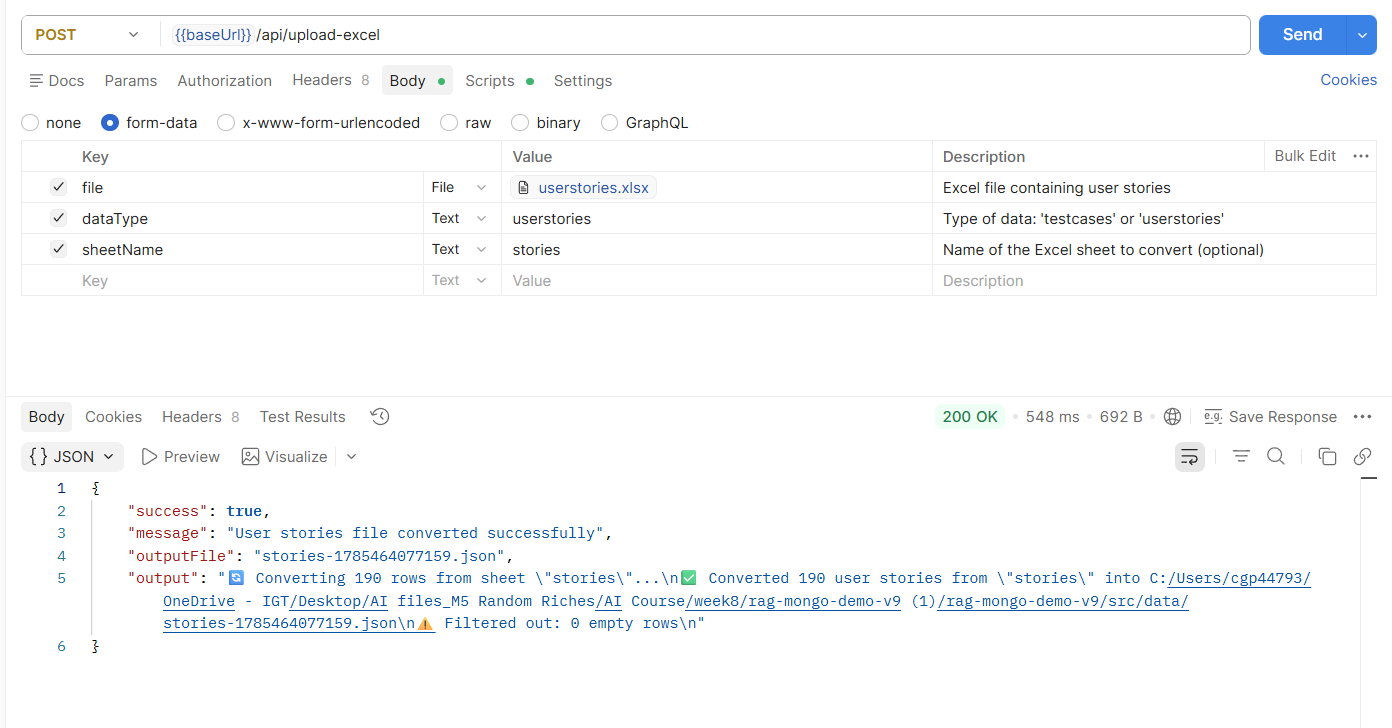 POST {{baseUrl}} /api/upload-excel Send
Docs Params Authorization Headers 8 Body Scripts Settings Cookies
none form-data x-www-form-urlencoded raw binary GraphQL
Key Value Description Bulk Edit
file File userstories.xlsx Excel file containing user stories
dataType Text userstories Type of data: 'testcases' or 'userstories'
sheetName Text stories Name of the Excel sheet to convert (optional)
Key Text Value Description
Body Cookies Headers 8 Test Results 200 OK 548 ms 692 B e.g. Save Response
{} JSON Preview Visualize
1 {
2 "success": true,
3 "message": "User stories file converted successfully",
4 "outputFile": "stories-1785464077159.json",
5 "output": "🔄 Converting 190 rows from sheet \"stories\"...\n✅ Converted 190 user stories from \"stories\" into C:/Users/cgp44793/
OneDrive - IGT/Desktop/AI files_M5 Random Riches/AI Course/week8/rag-mongo-demo-v9 (1)/rag-mongo-demo-v9/src/data/
stories-1785464077159.json\n⚠️ Filtered out: 0 empty rows\n"
6 }